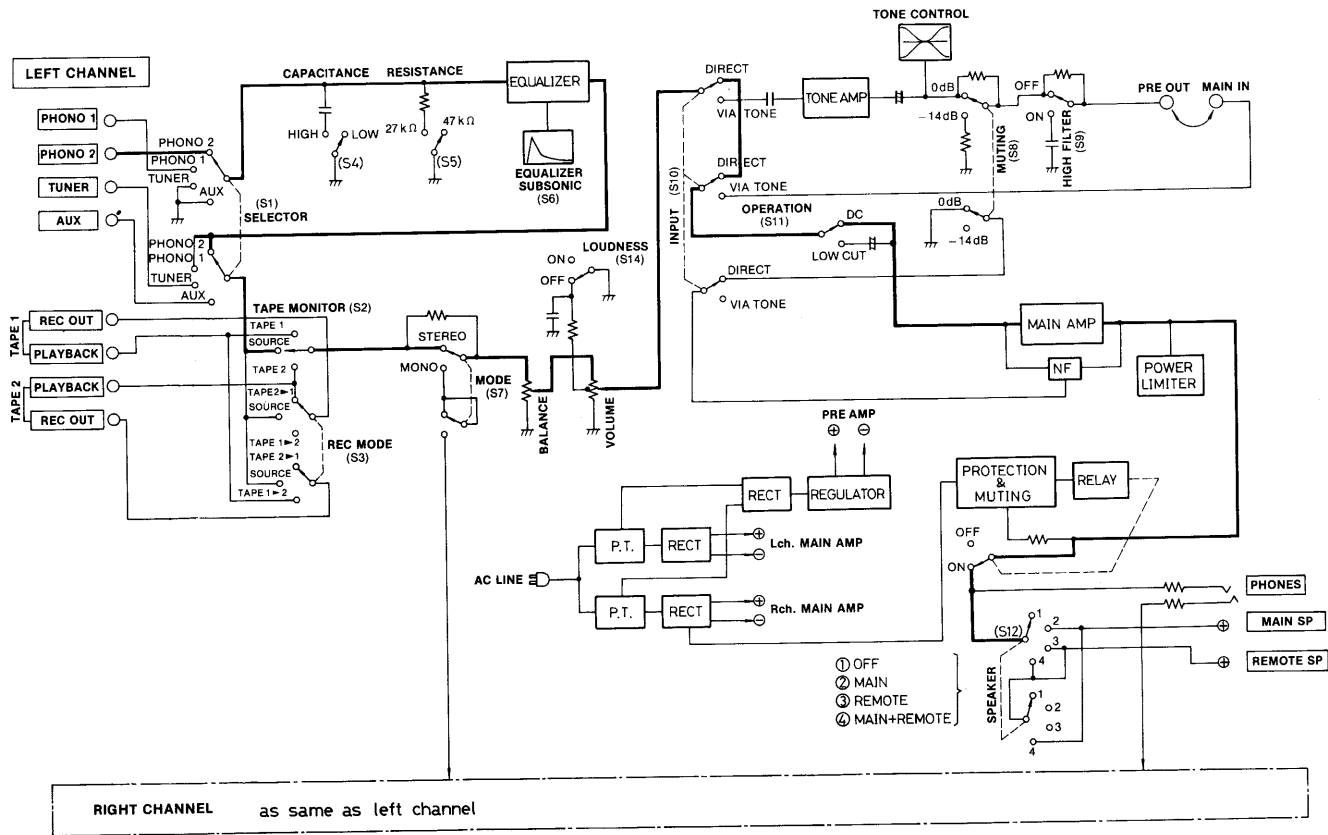 TONE CONTROL
LEFT CHANNEL
PHONO 1
PHONO 2
TUNER
AUX
PHONO 2
PHONO 1
TUNER
AUX
(S1)
SELECTOR
PHONO 2
PHONO 1
TUNER
AUX
CAPACITANCE
RESISTANCE
HIGH
LOW
(S4)
27kΩ
47kΩ
(S5)
EQUALIZER
EQUALIZER
SUBSONIC
(S6)
LOUDNESS
(S14)
ON
OFF
DIRECT
VIA TONE
TONE AMP
0dB
-14dB
MUTING
(S8)
OFF
ON
HIGH FILTER
(S9)
PRE OUT
MAIN IN
DIRECT
VIA TONE
INPUT (S10)
OPERATION
(S11)
DC
LOW CUT
0dB
-14dB
DIRECT
VIA TONE
TAPE 1
REC OUT
PLAYBACK
TAPE 2
PLAYBACK
REC OUT
TAPE MONITOR (S2)
TAPE 1
SOURCE
TAPE 2
TAPE2►1
SOURCE
TAPE 1►2
REC MODE
(S3)
TAPE 2►1
SOURCE
TAPE 1►2
STEREO
MONO
MODE
(S7)
BALANCE
VOLUME
MAIN AMP
NF
POWER
LIMITER
PRE AMP
⊕ ⊖
RECT
REGULATOR
AC LINE
P.T.
RECT
⊕
⊖
Lch. MAIN AMP
P.T.
RECT
⊕
⊖
Rch. MAIN AMP
PROTECTION
&
MUTING
RELAY
OFF
ON
PHONES
MAIN SP
REMOTE SP
⊕
⊕
(S12)
1
2
3
4
SPEAKER
1
2
3
4
① OFF
② MAIN
③ REMOTE
④ MAIN+REMOTE
RIGHT CHANNEL as same as left channel